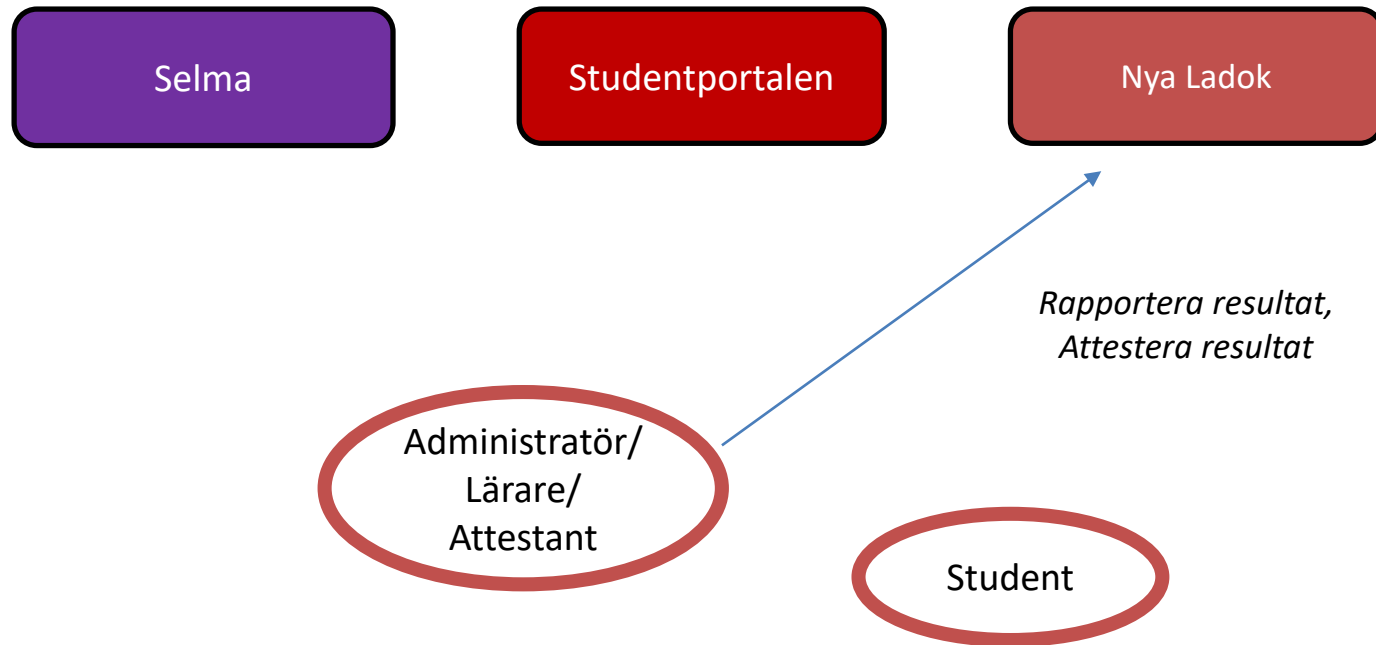 Selma
Studentportalen
Nya Ladok
Rapportera resultat,
Attestera resultat
Administratör/
Lärare/
Attestant
Student